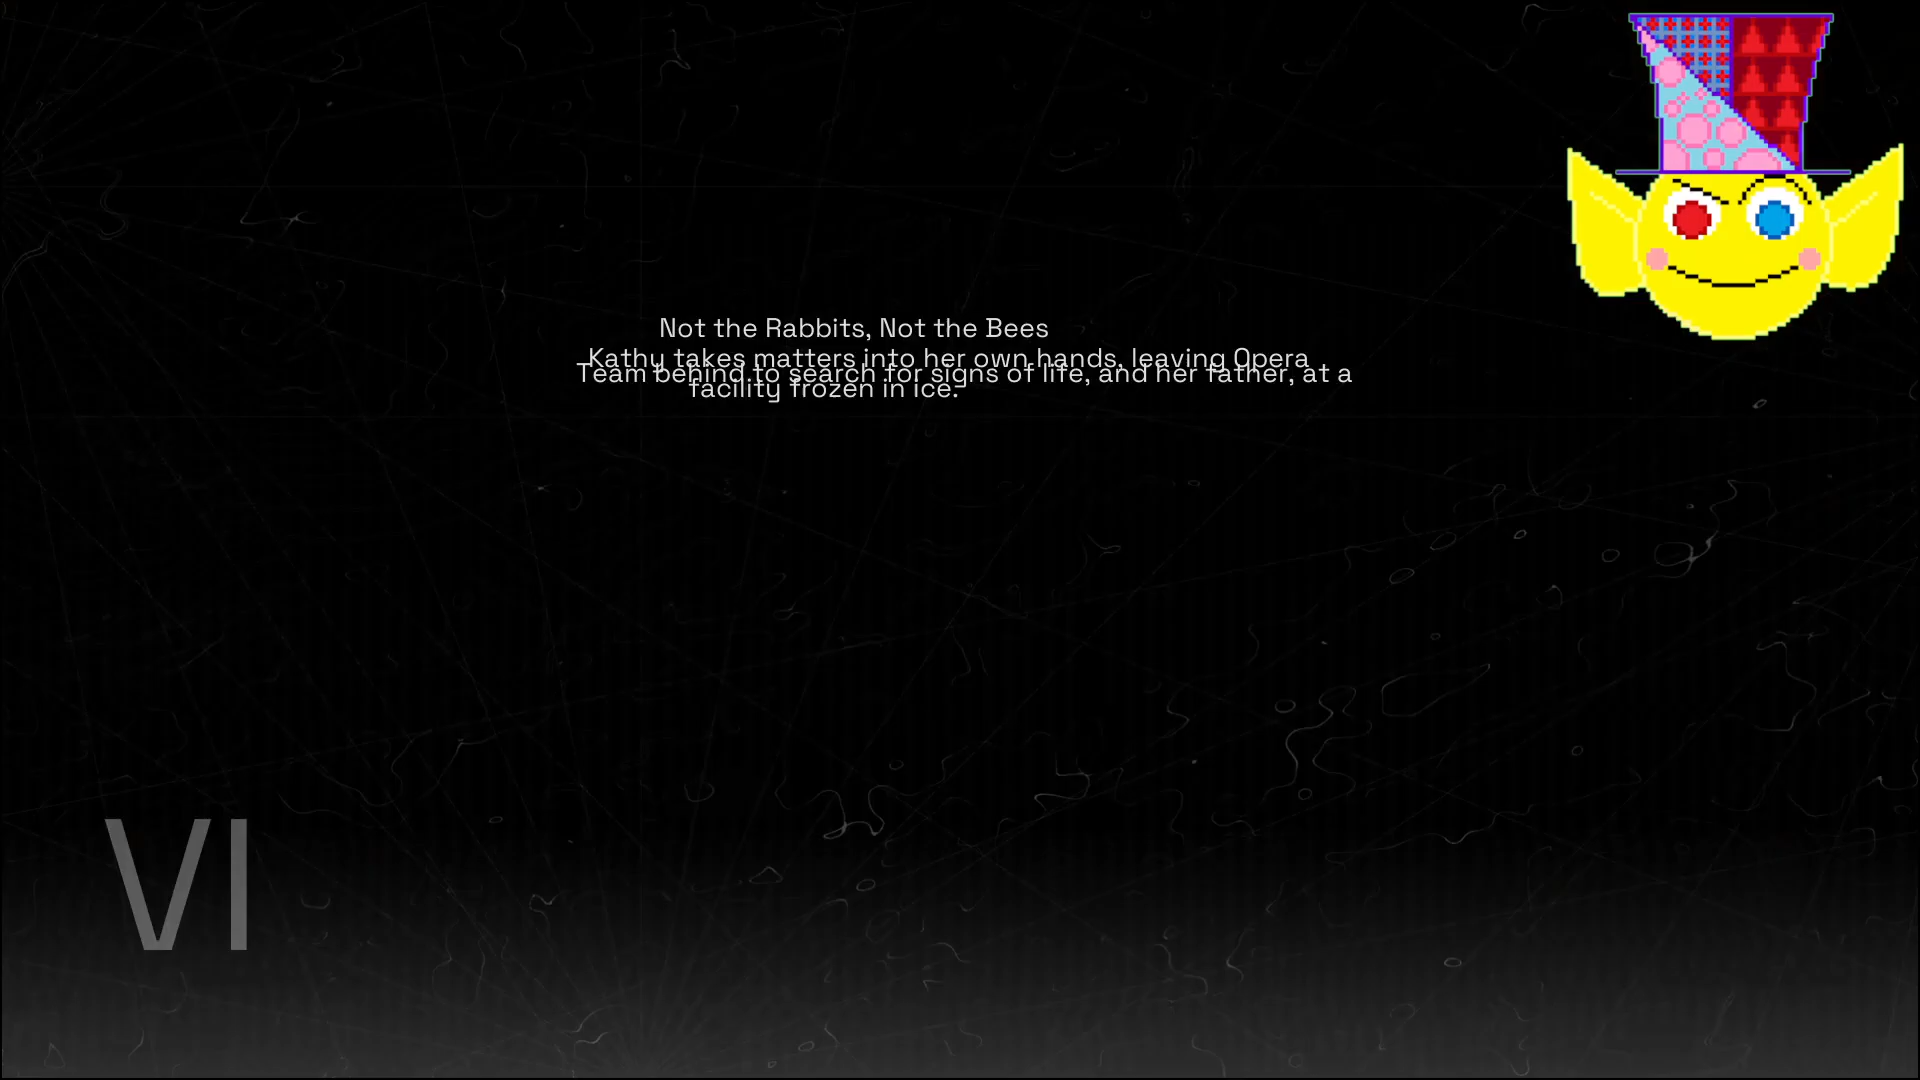 Not the Rabbits, Not the Bees
Kathy takes matters into her own hands, leaving Opera
Team behind to search for signs of life, and her father, at a
facility frozen in ice.
VI